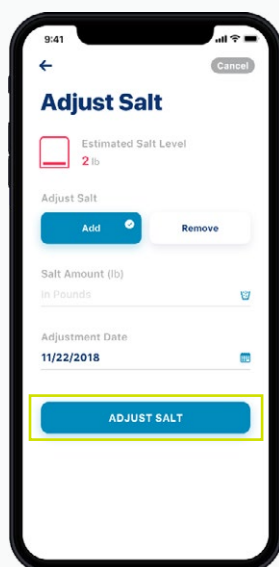 9:41
Cancel
Adjust Salt
Estimated Salt Level
2 lb
Adjust Salt
Add
Remove
Salt Amount (lb)
In Pounds
Adjustment Date
11/22/2018
ADJUST SALT